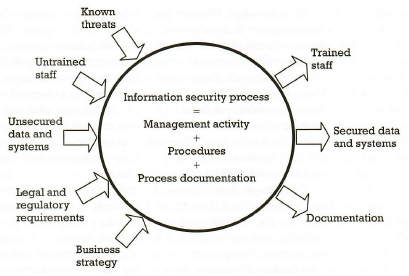 Known
threats
Untrained
staff
Unsecured
data and
systems
Legal and
regulatory
requirements
Business
strategy
Information security process
=
Management activity
+
Procedures
+
Process documentation
Trained
staff
Secured data
and systems
Documentation